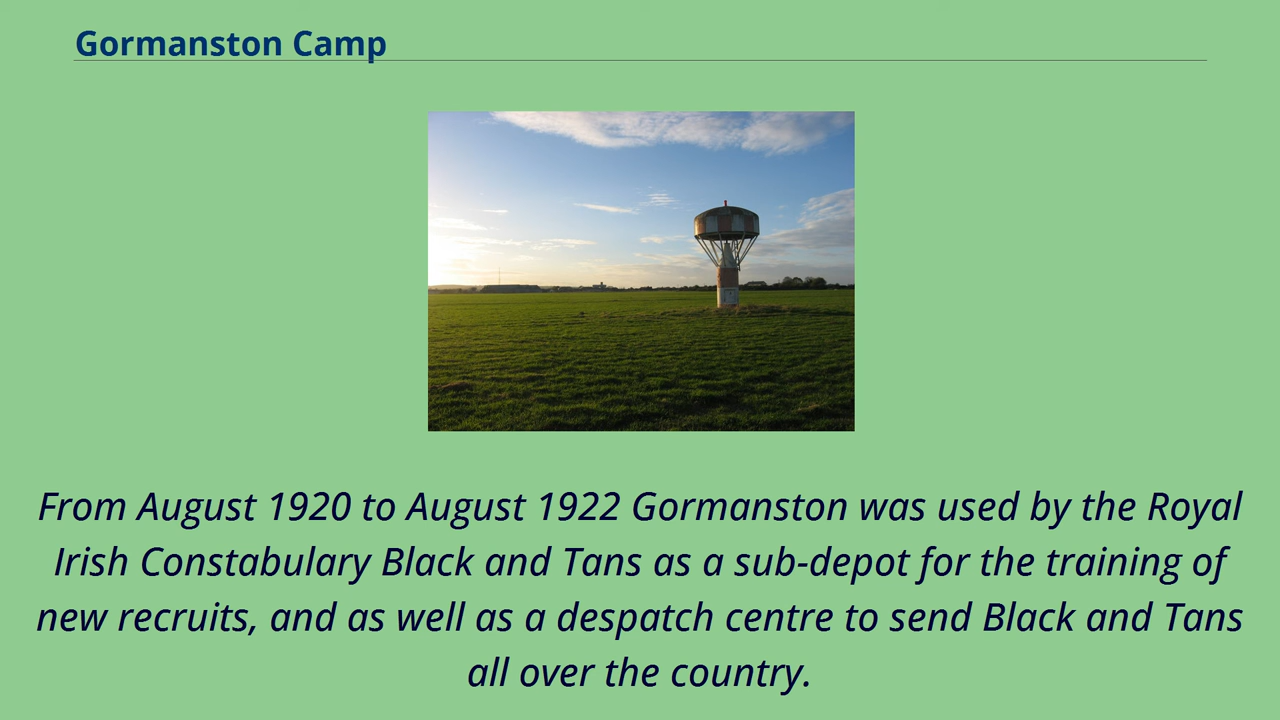 Gormanston Camp
From August 1920 to August 1922 Gormanston was used by the Royal
Irish Constabulary Black and Tans as a sub-depot for the training of
new recruits, and as well as a despatch centre to send Black and Tans
all over the country.